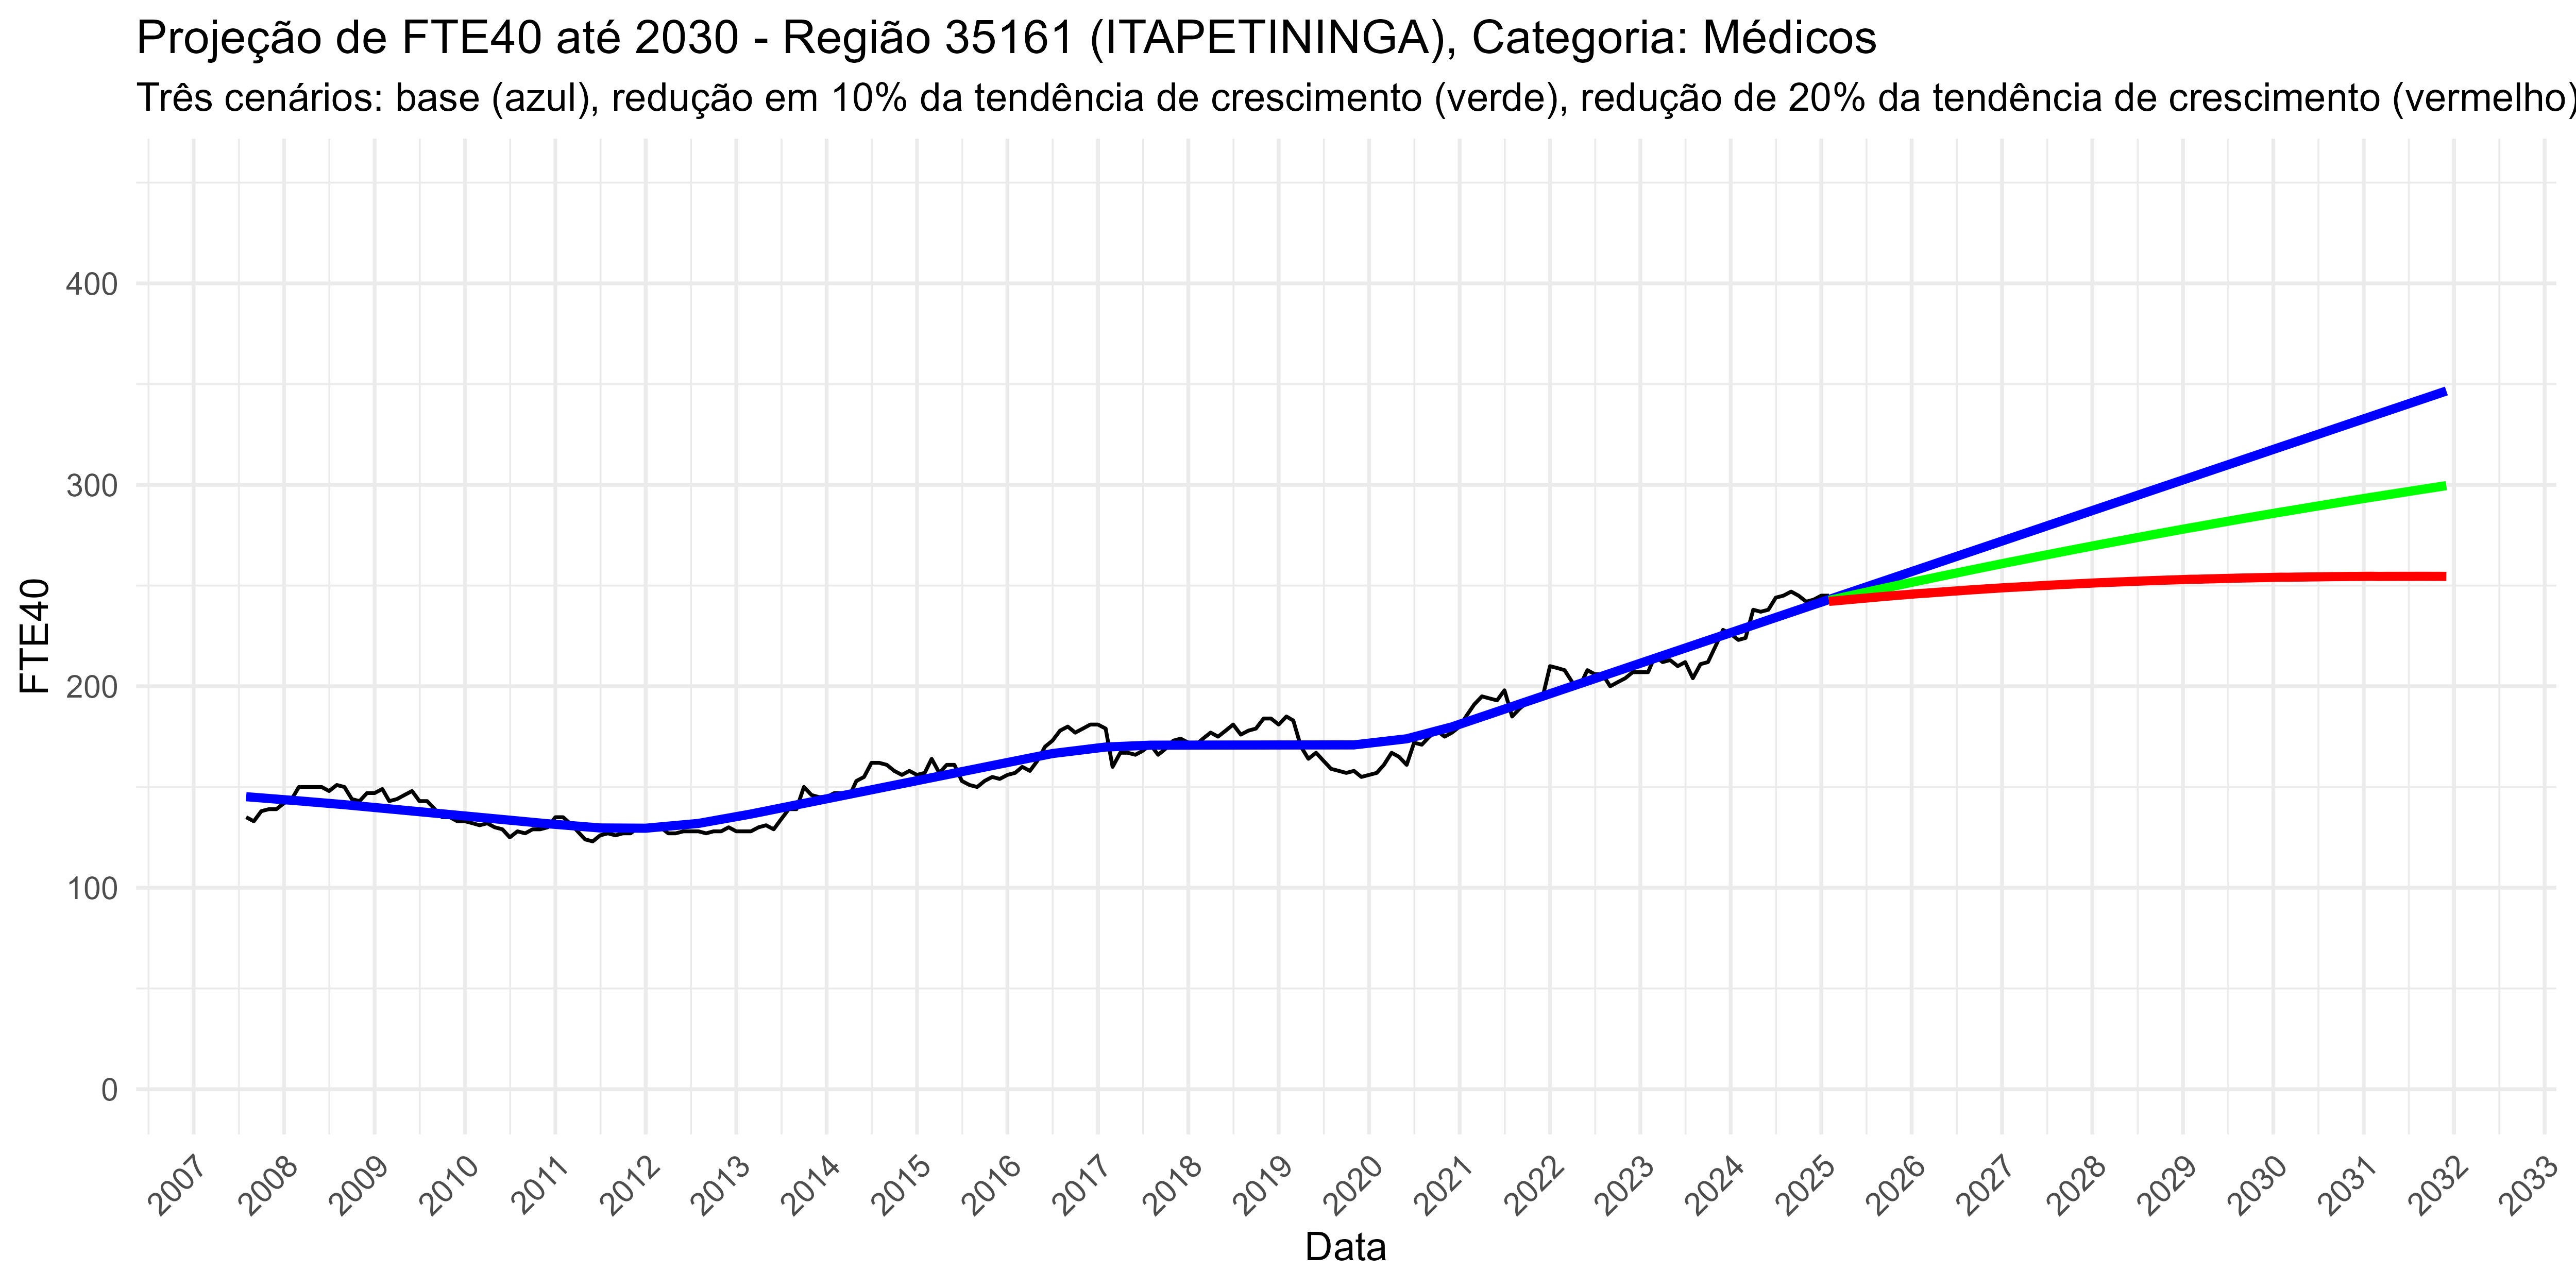 Projeção de FTE40 até 2030 - Região 35161 (ITAPETININGA), Categoria: Médicos
Três cenários: base (azul), redução em 10% da tendência de crescimento (verde), redução de 20% da tendência de crescimento (vermelho)
400
300
200
100
0
FTE40
2007 2008 2009 2010 2011 2012 2013 2014 2015 2016 2017 2018 2019 2020 2021 2022 2023 2024 2025 2026 2027 2028 2029 2030 2031 2032 2033
Data